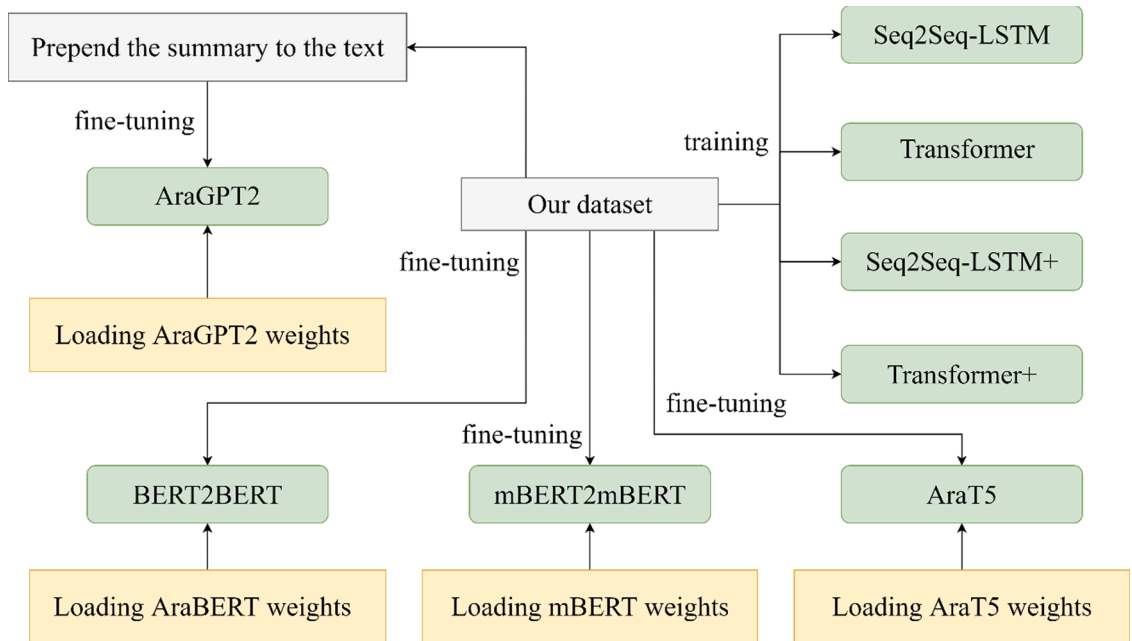 Prepend the summary to the text
Seq2Seq-LSTM
fine-tuning
training
Transformer
AraGPT2
Our dataset
fine-tuning
Seq2Seq-LSTM+
Loading AraGPT2 weights
Transformer+
fine-tuning
fine-tuning
BERT2BERT
mBERT2mBERT
AraT5
Loading AraBERT weights
Loading mBERT weights
Loading AraT5 weights